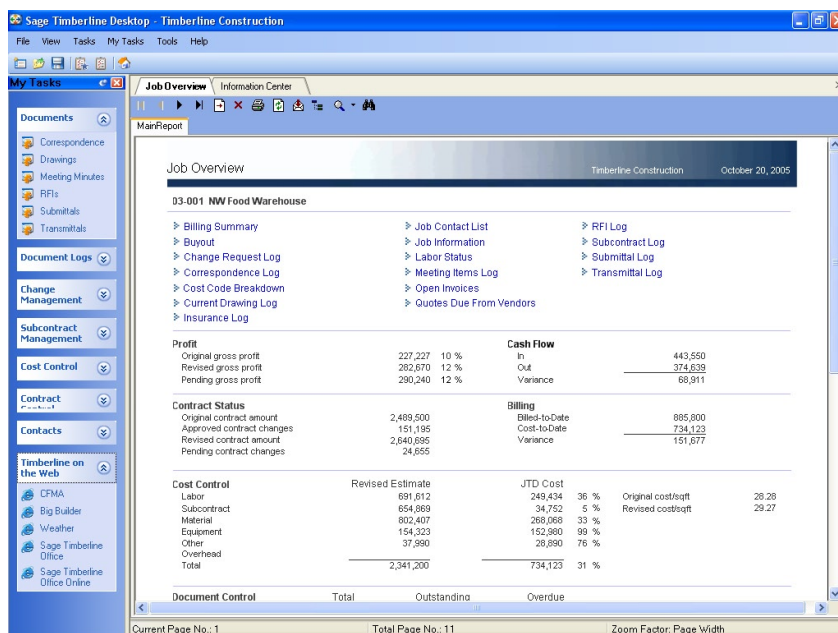 Sage Timberline Desktop - Timberline Construction
File View Tasks My Tasks Tools Help
My Tasks
Documents
Correspondence
Drawings
Meeting Minutes
RFIs
Submittals
Transmittals
Document Logs
Change
Management
Subcontract
Management
Cost Control
Contract
Contacts
Timberline on
the Web
CFMA
Big Builder
Weather
Sage Timberline
Office
Sage Timberline
Office Online
Job Overview Information Center
MainReport
Job Overview Timberline Construction October 20, 2005
03-001 NW Food Warehouse
Billing Summary Job Contact List RFI Log
Buyout Job Information Subcontract Log
Change Request Log Labor Status Submittal Log
Correspondence Log Meeting Items Log Transmittal Log
Cost Code Breakdown Open Invoices
Current Drawing Log Quotes Due From Vendors
Insurance Log
Profit Cash Flow
Original gross profit 227,227 10 % In 443,550
Revised gross profit 282,670 12 % Out 374,639
Pending gross profit 290,240 12 % Variance 68,911
Contract Status Billing
Original contract amount 2,489,500 Billed-to-Date 885,800
Approved contract changes 151,195 Cost-to-Date 734,123
Revised contract amount 2,640,695 Variance 151,677
Pending contract changes 24,655
Cost Control Revised Estimate JTD Cost
Labor 691,612 249,434 36 % Original cost/sqft 28.28
Subcontract 654,869 34,752 5 % Revised cost/sqft 29.27
Material 802,407 268,068 33 %
Equipment 154,323 152,980 99 %
Other 37,990 28,890 76 %
Overhead
Total 2,341,200 734,123 31 %
Document Control Total Outstanding Overdue
Current Page No.: 1 Total Page No.: 11 Zoom Factor: Page Width